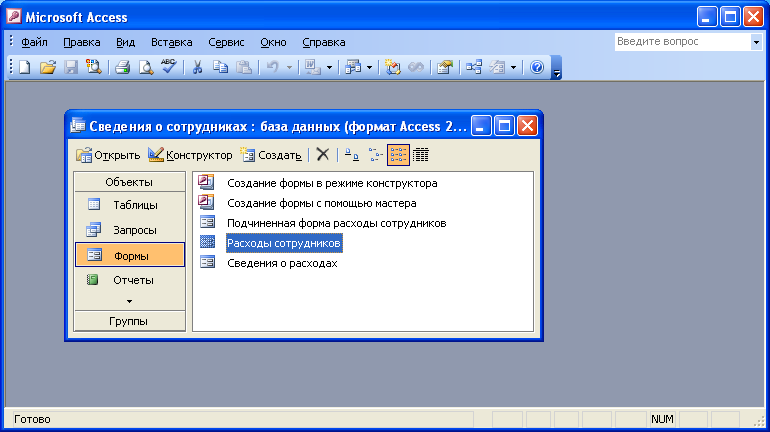 Microsoft Access
Файл Правка Вид Вставка Сервис Окно Справка
Введите вопрос
ABC
Сведения о сотрудниках : база данных (формат Access 2...
Открыть Конструктор Создать
Объекты
Таблицы
Запросы
Формы
Отчеты
Группы
Создание формы в режиме конструктора
Создание формы с помощью мастера
Подчиненная форма расходы сотрудников
Расходы сотрудников
Сведения о расходах
Готово
NUM